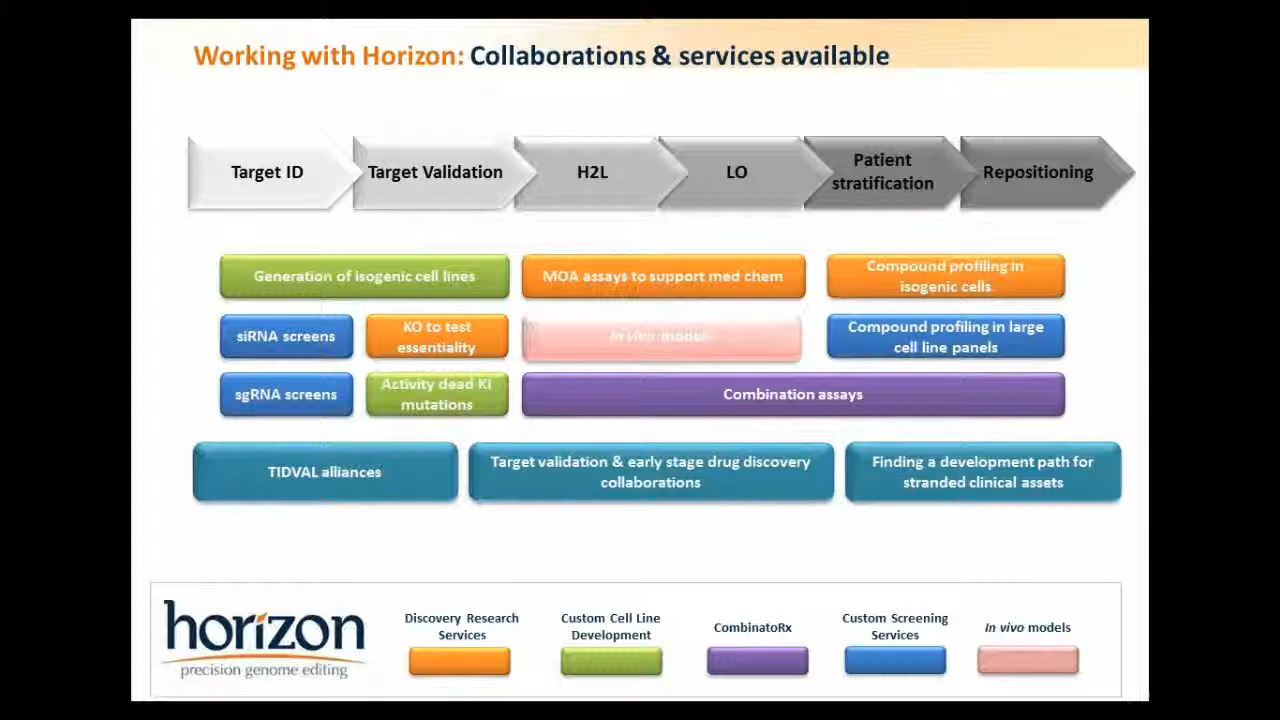 Working with Horizon: Collaborations & services available
Target ID
Target Validation
H2L
LO
Patient
stratification
Repositioning
Generation of isogenic cell lines
MOA assays to support med chem
Compound profiling in
isogenic cells
siRNA screens
KO to test
essentiality
In vivo models
Compound profiling in large
cell line panels
sgRNA screens
Activity dead KI
mutations
Combination assays
TIDVAL alliances
Target validation & early stage drug discovery
collaborations
Finding a development path for
stranded clinical assets
horizon
precision genome editing
Discovery Research
Services
Custom Cell Line
Development
CombinatoRx
Custom Screening
Services
In vivo models